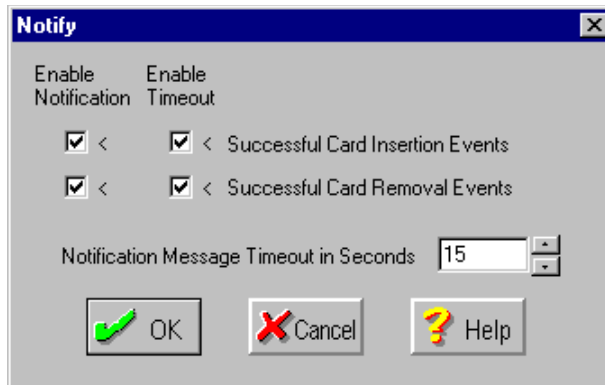 Notify
Enable Enable
Notification Timeout
< < Successful Card Insertion Events
< < Successful Card Removal Events
Notification Message Timeout in Seconds 15
OK Cancel ? Help